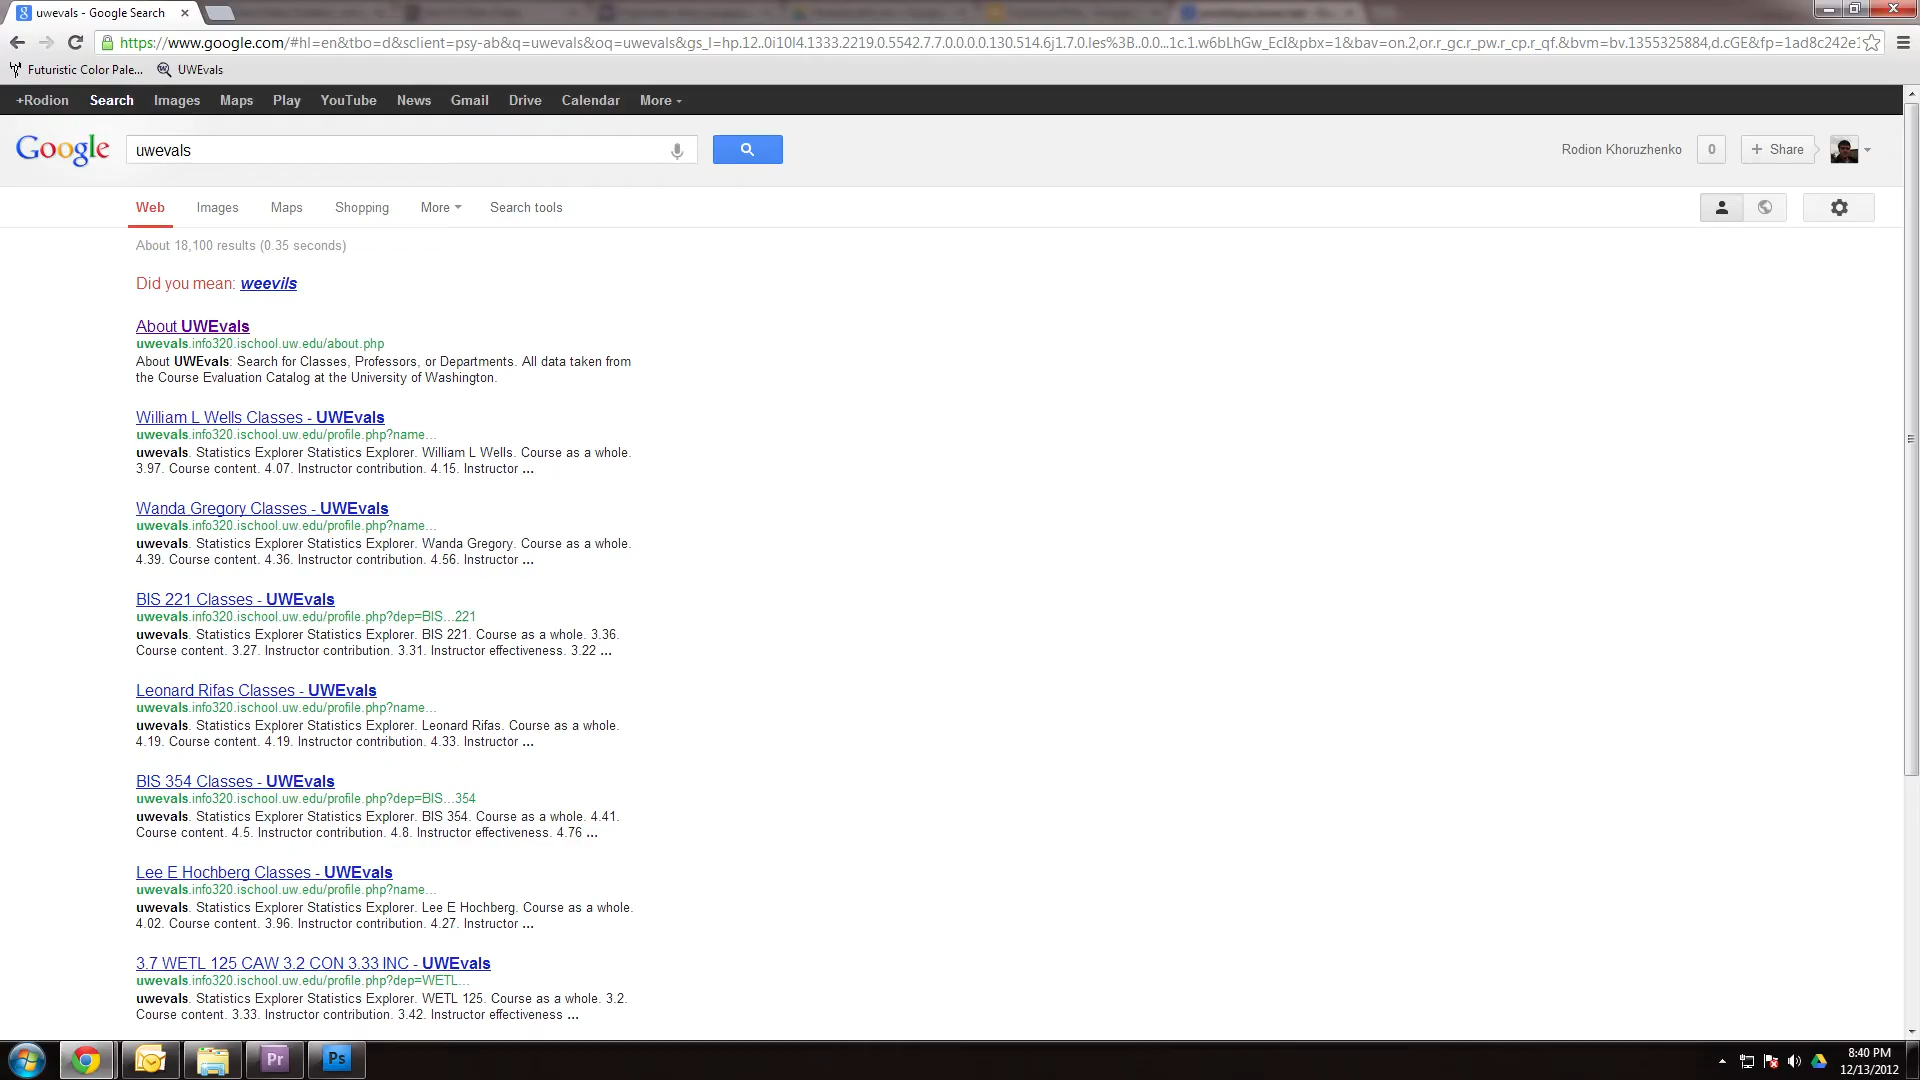 uwevals - Google Search
https://www.google.com/#hl=en&tbo=d&sclient=psy-ab&q=uwevals&oq=uwevals&gs_l=hp.12..0i10l4.1333.2219.0.5542.7.7.0.0.0.0.130.514.6j1.7.0.les%3B..0.0...1c.1.w6bLhGw_EcI&pbx=1&bav=on.2,or.r_gc.r_pw.r_cp.r_qf.&bvm=bv.1355325884,d.cGE&fp=1ad8c242e1
Futuristic Color Pale... UWEvals
+Rodion Search Images Maps Play YouTube News Gmail Drive Calendar More
Google uwevals Rodion Khoruzhenko 0 + Share
Web Images Maps Shopping More Search tools
About 18,100 results (0.35 seconds)
Did you mean: weevils
About UWEvals
uwevals.info320.ischool.uw.edu/about.php
About UWEvals: Search for Classes, Professors, or Departments. All data taken from
the Course Evaluation Catalog at the University of Washington.
William L Wells Classes - UWEvals
uwevals.info320.ischool.uw.edu/profile.php?name...
uwevals. Statistics Explorer Statistics Explorer. William L Wells. Course as a whole.
3.97. Course content. 4.07. Instructor contribution. 4.15. Instructor ...
Wanda Gregory Classes - UWEvals
uwevals.info320.ischool.uw.edu/profile.php?name...
uwevals. Statistics Explorer Statistics Explorer. Wanda Gregory. Course as a whole.
4.39. Course content. 4.36. Instructor contribution. 4.56. Instructor ...
BIS 221 Classes - UWEvals
uwevals.info320.ischool.uw.edu/profile.php?dep=BIS...221
uwevals. Statistics Explorer Statistics Explorer. BIS 221. Course as a whole. 3.36.
Course content. 3.27. Instructor contribution. 3.31. Instructor effectiveness. 3.22 ...
Leonard Rifas Classes - UWEvals
uwevals.info320.ischool.uw.edu/profile.php?name...
uwevals. Statistics Explorer Statistics Explorer. Leonard Rifas. Course as a whole.
4.19. Course content. 4.19. Instructor contribution. 4.33. Instructor ...
BIS 354 Classes - UWEvals
uwevals.info320.ischool.uw.edu/profile.php?dep=BIS...354
uwevals. Statistics Explorer Statistics Explorer. BIS 354. Course as a whole. 4.41.
Course content. 4.5. Instructor contribution. 4.8. Instructor effectiveness. 4.76 ...
Lee E Hochberg Classes - UWEvals
uwevals.info320.ischool.uw.edu/profile.php?name...
uwevals. Statistics Explorer Statistics Explorer. Lee E Hochberg. Course as a whole.
4.02. Course content. 3.96. Instructor contribution. 4.27. Instructor ...
3.7 WETL 125 CAW 3.2 CON 3.33 INC - UWEvals
uwevals.info320.ischool.uw.edu/profile.php?dep=WETL...
uwevals. Statistics Explorer Statistics Explorer. WETL 125. Course as a whole. 3.2.
Course content. 3.33. Instructor contribution. 3.42. Instructor effectiveness ...
Pr Ps 8:40 PM
12/13/2012